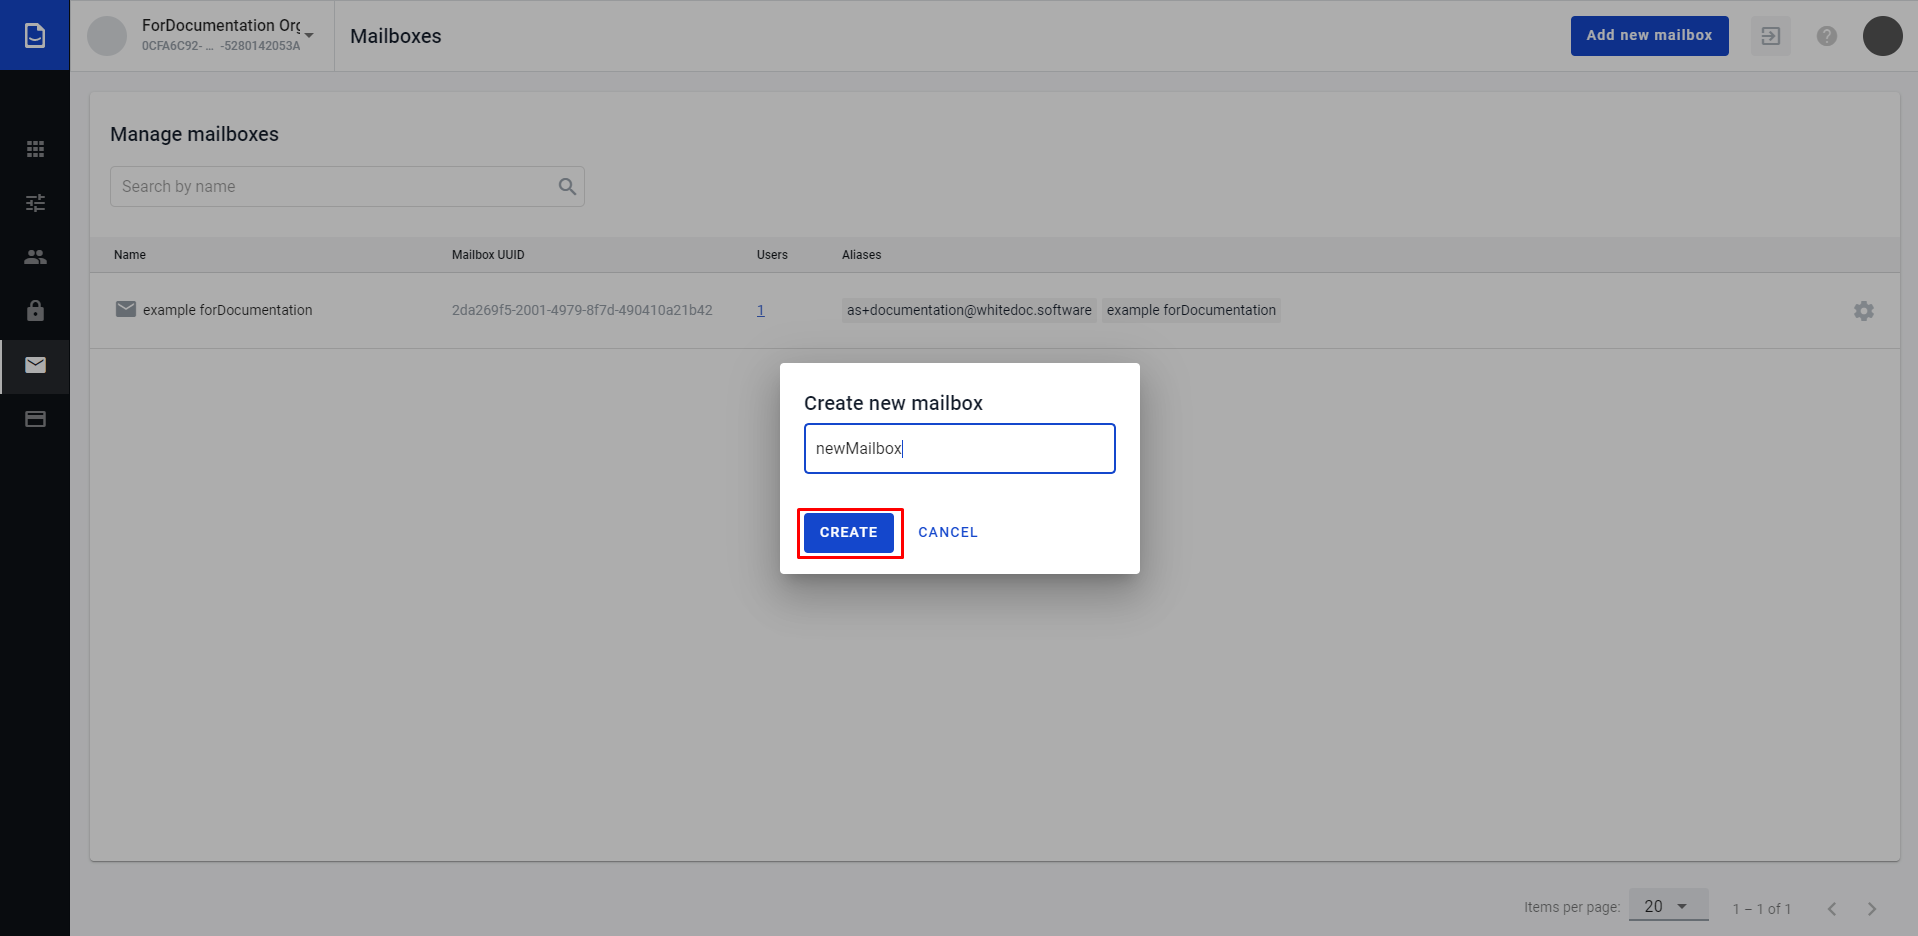 ForDocumentation Org
0CFA6C92- ... -5280142053A
Mailboxes
Add new mailbox
Manage mailboxes
Search by name
Name Mailbox UUID Users Aliases
example forDocumentation 2da269f5-2001-4979-8f7d-490410a21b42 1 as+documentation@whitedoc.software example forDocumentation
Create new mailbox
newMailbox
CREATE CANCEL
Items per page: 20 1 – 1 of 1